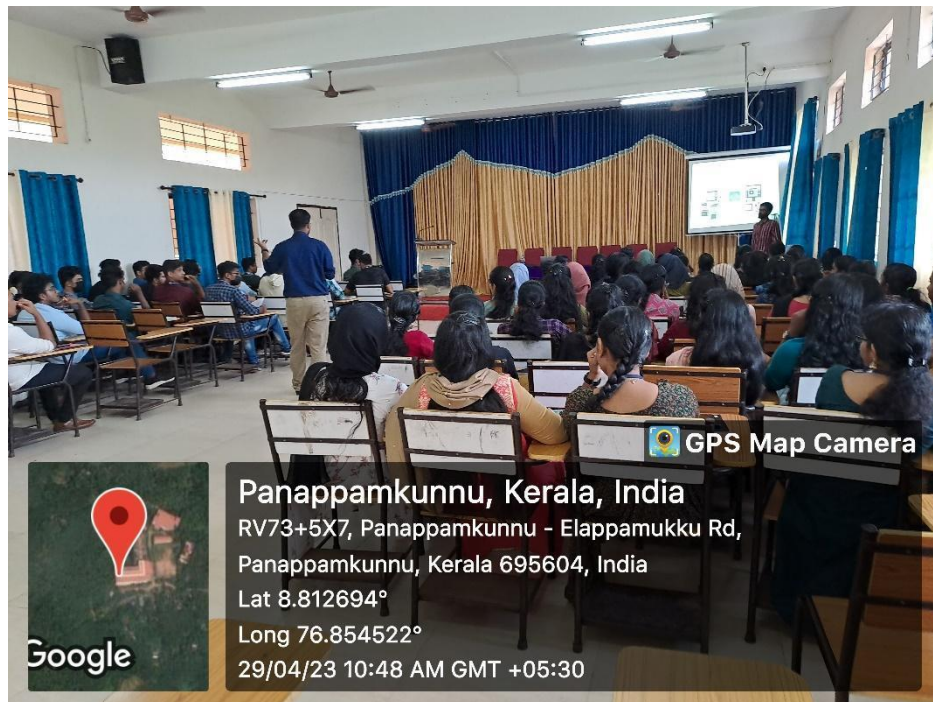 GPS Map Camera
Panappamkunnu, Kerala, India
RV73+5X7, Panappamkunnu - Elappamukku Rd,
Panappamkunnu, Kerala 695604, India
Lat 8.812694°
Long 76.854522°
29/04/23 10:48 AM GMT +05:30
Google